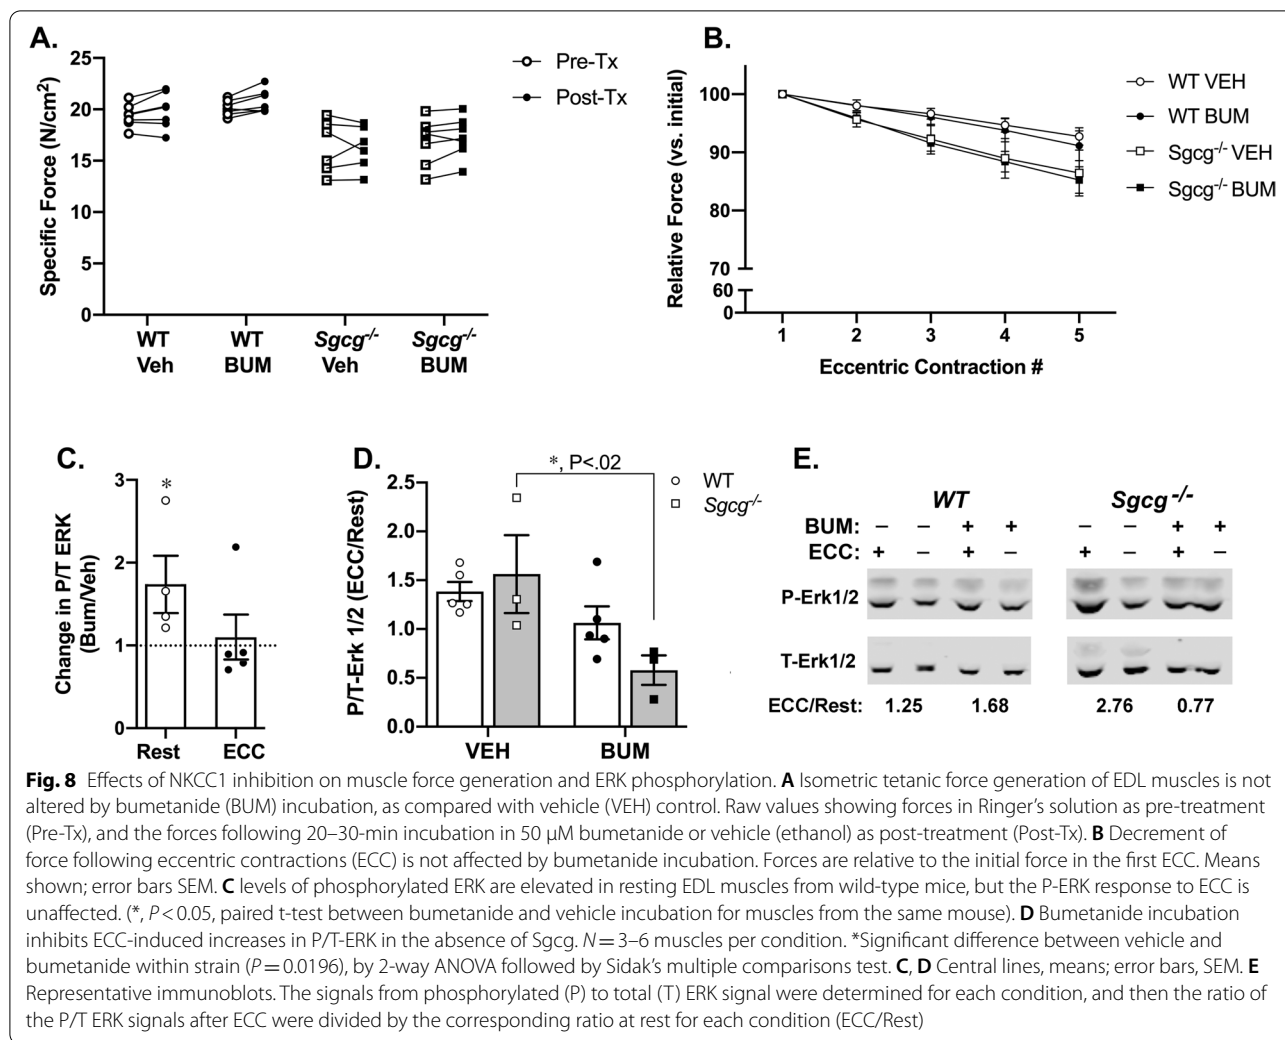 A.
25
20
15
10
5
0
Specific Force (N/cm2)
Pre-Tx
Post-Tx
WT Veh
WT BUM
Sgcg-/- Veh
Sgcg-/- BUM
B.
100
90
80
70
60
0
Relative Force (vs. initial)
1 2 3 4 5
Eccentric Contraction #
WT VEH
WT BUM
Sgcg-/- VEH
Sgcg-/- BUM
C.
3
2
1
0
Change in P/T ERK
(Bum/Veh)
*
Rest ECC
D.
*, P<.02
2.5
2.0
1.5
1.0
0.5
0.0
P/T-Erk 1/2 (ECC/Rest)
WT
Sgcg-/-
VEH BUM
E.
WT Sgcg -/-
BUM: − − + + − − + +
ECC: + − + − + − + −
P-Erk1/2
T-Erk1/2
ECC/Rest: 1.25 1.68 2.76 0.77
Fig. 8 Effects of NKCC1 inhibition on muscle force generation and ERK phosphorylation. A Isometric tetanic force generation of EDL muscles is not
altered by bumetanide (BUM) incubation, as compared with vehicle (VEH) control. Raw values showing forces in Ringer's solution as pre-treatment
(Pre-Tx), and the forces following 20–30-min incubation in 50 µM bumetanide or vehicle (ethanol) as post-treatment (Post-Tx). B Decrement of
force following eccentric contractions (ECC) is not affected by bumetanide incubation. Forces are relative to the initial force in the first ECC. Means
shown; error bars SEM. C levels of phosphorylated ERK are elevated in resting EDL muscles from wild-type mice, but the P-ERK response to ECC is
unaffected. (*, P < 0.05, paired t-test between bumetanide and vehicle incubation for muscles from the same mouse). D Bumetanide incubation
inhibits ECC-induced increases in P/T-ERK in the absence of Sgcg. N = 3–6 muscles per condition. *Significant difference between vehicle and
bumetanide within strain (P = 0.0196), by 2-way ANOVA followed by Sidak's multiple comparisons test. C, D Central lines, means; error bars, SEM. E
Representative immunoblots. The signals from phosphorylated (P) to total (T) ERK signal were determined for each condition, and then the ratio of
the P/T ERK signals after ECC were divided by the corresponding ratio at rest for each condition (ECC/Rest)